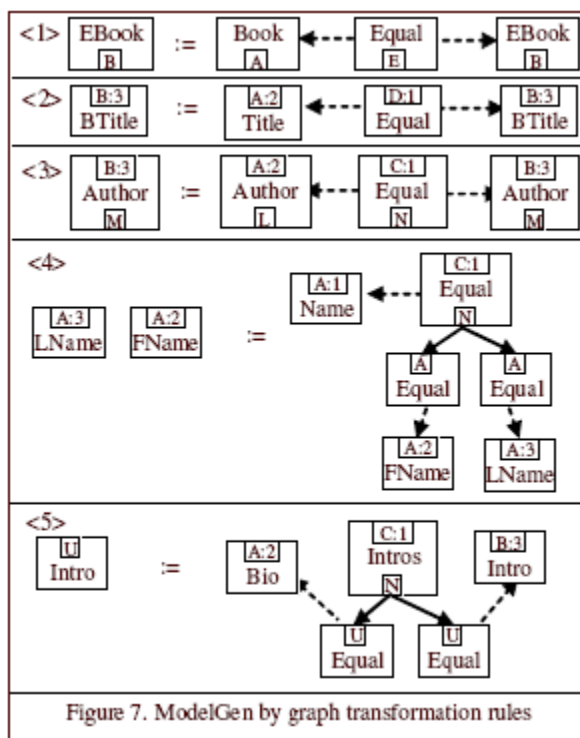 <1> EBook := Book Equal EBook
B A E B
<2> B:3 A:2 D:1 B:3
BTitle := Title Equal BTitle
<3> B:3 A:2 C:1 B:3
Author := Author Equal Author
M L N M
<4> C:1
A:1 Equal
Name
A:3 A:2 := N
LName FName
A A
Equal Equal
A:2 A:3
FName LName
<5>
U := A:2 C:1 B:3
Intro Bio Intros Intro
N
U U
Equal Equal
Figure 7. ModelGen by graph transformation rules